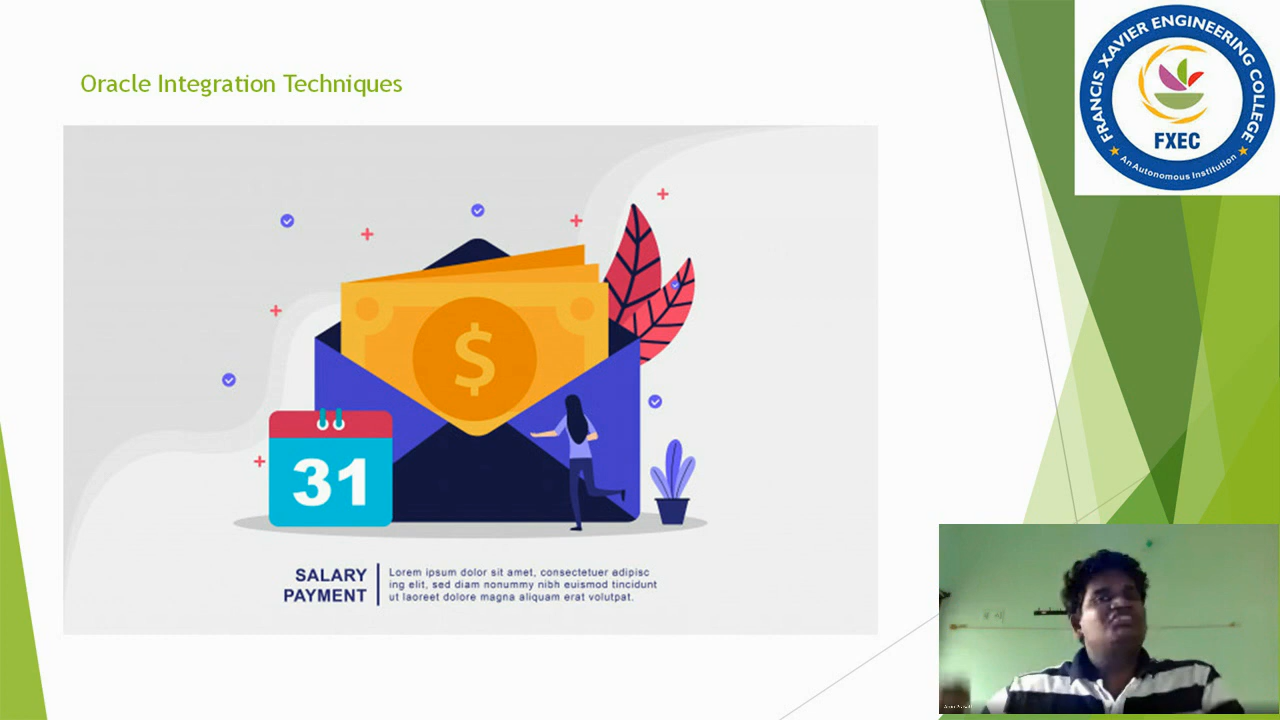 Oracle Integration Techniques
FRANCIS XAVIER ENGINEERING COLLEGE
FXEC
An Autonomous Institution
$
31
SALARY
PAYMENT
Lorem ipsum dolor sit amet, consectetuer adipisc
ing elit, sed diam nonummy nibh euismod tincidunt
ut laoreet dolore magna aliquam erat volutpat.